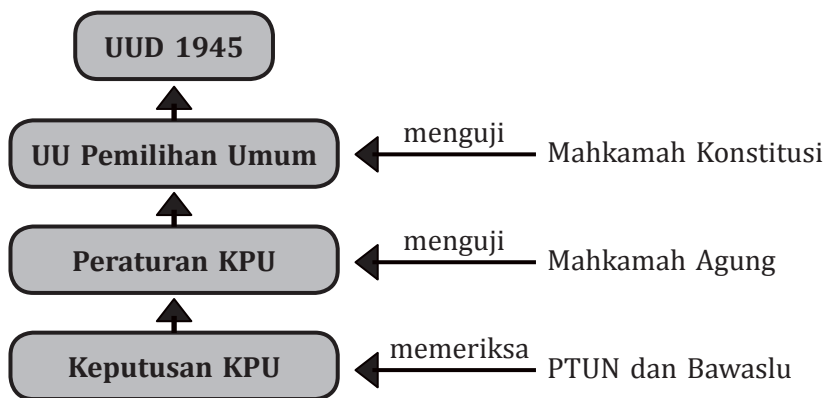 UUD 1945
UU Pemilihan Umum
menguji
Mahkamah Konstitusi
Peraturan KPU
menguji
Mahkamah Agung
Keputusan KPU
memeriksa
PTUN dan Bawaslu